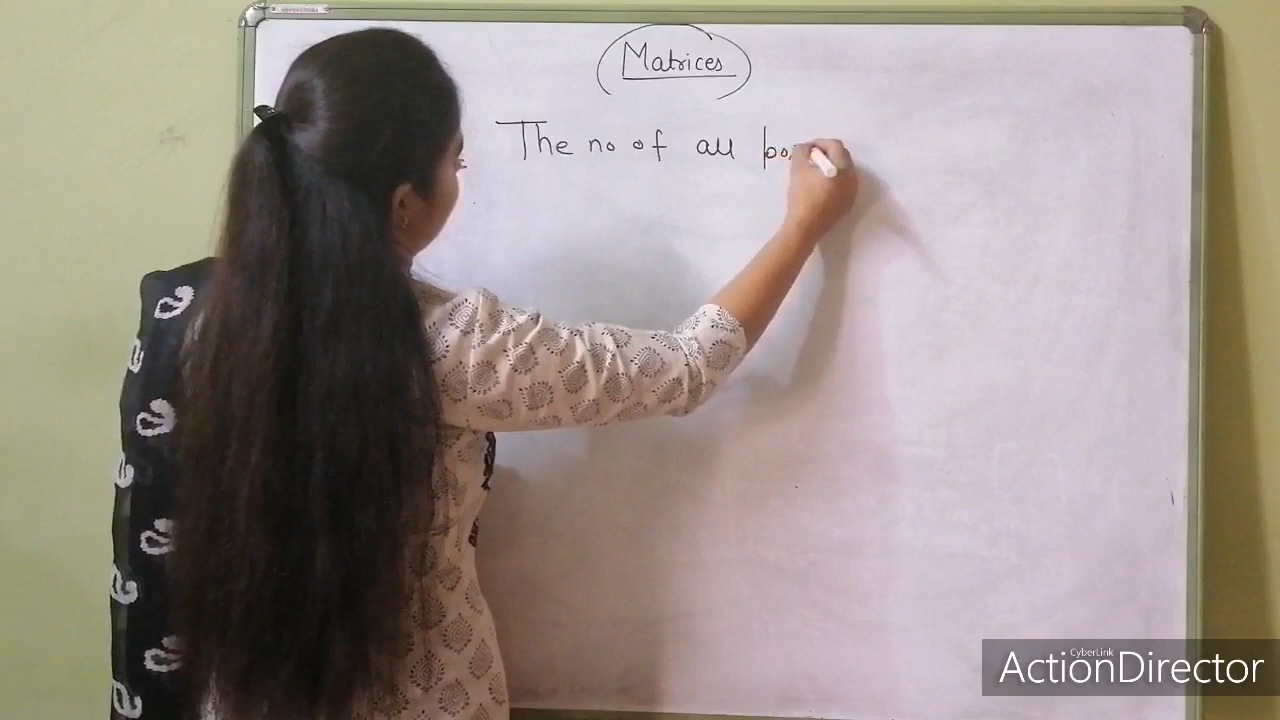 Matrices
The no of all
CyberLink
ActionDirector